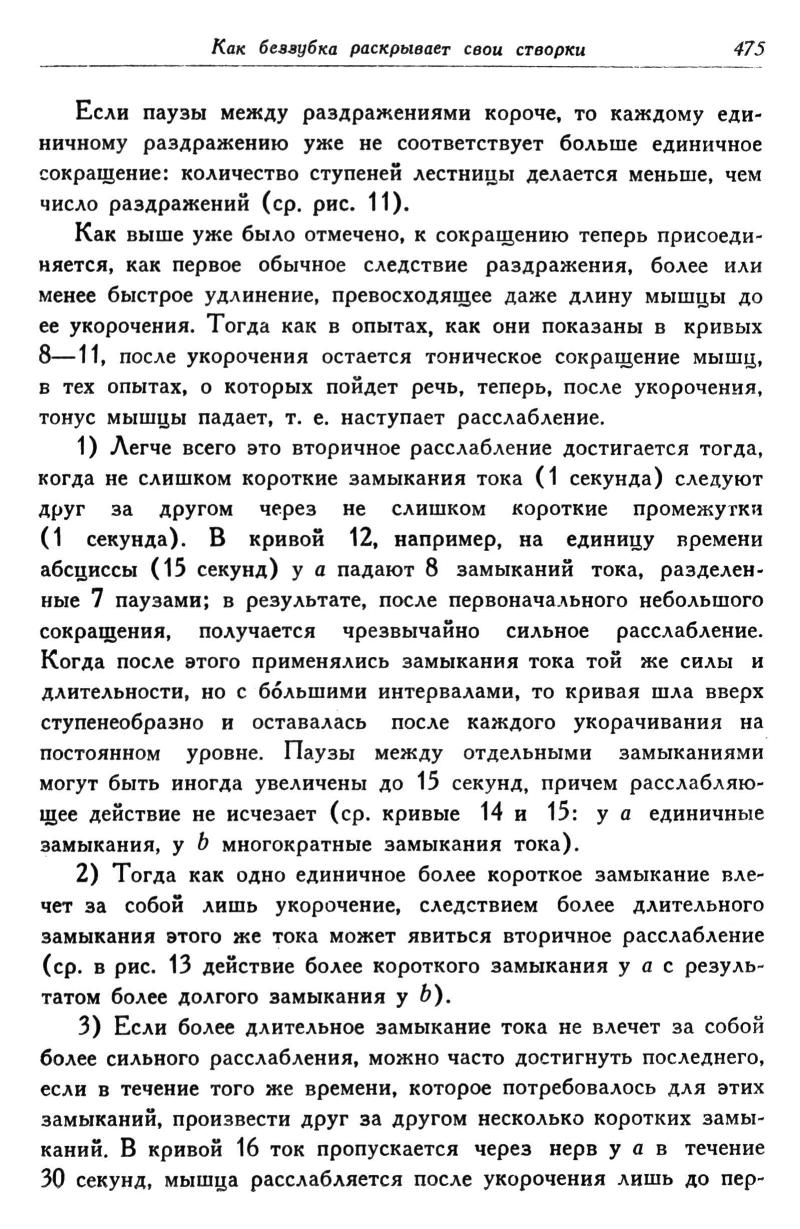 Как беззубка раскрывает свои створки 475
Если паузы между раздражениями короче, то каждому еди-
ничному раздражению уже не соответствует больше единичное
сокращение: количество ступеней лестницы делается меньше, чем
число раздражений (ср. рис. 11).
Как выше уже было отмечено, к сокращению теперь присоеди-
няется, как первое обычное следствие раздражения, более или
менее быстрое удлинение, превосходящее даже длину мышцы до
ее укорочения. Тогда как в опытах, как они показаны в кривых
8—11, после укорочения остается тоническое сокращение мышц,
в тех опытах, о которых пойдет речь, теперь, после укорочения,
тонус мышцы падает, т. е. наступает расслабление.
1) Легче всего это вторичное расслабление достигается тогда,
когда не слишком короткие замыкания тока (1 секунда) следуют
друг за другом через не слишком короткие промежутки
(1 секунда). В кривой 12, например, на единицу времени
абсциссы (15 секунд) у а падают 8 замыканий тока, разделен-
ные 7 паузами; в результате, после первоначального небольшого
сокращения, получается чрезвычайно сильное расслабление.
Когда после этого применялись замыкания тока той же силы и
длительности, но с бо́льшими интервалами, то кривая шла вверх
ступенеобразно и оставалась после каждого укорачивания на
постоянном уровне. Паузы между отдельными замыканиями
могут быть иногда увеличены до 15 секунд, причем расслабляю-
щее действие не исчезает (ср. кривые 14 и 15: у а единичные
замыкания, у b многократные замыкания тока).
2) Тогда как одно единичное более короткое замыкание вле-
чет за собой лишь укорочение, следствием более длительного
замыкания этого же тока может явиться вторичное расслабление
(ср. в рис. 13 действие более короткого замыкания у а с резуль-
татом более долгого замыкания у b).
3) Если более длительное замыкание тока не влечет за собой
более сильного расслабления, можно часто достигнуть последнего,
если в течение того же времени, которое потребовалось для этих
замыканий, произвести друг за другом несколько коротких замы-
каний. В кривой 16 ток пропускается через нерв у а в течение
30 секунд, мышца расслабляется после укорочения лишь до пер-